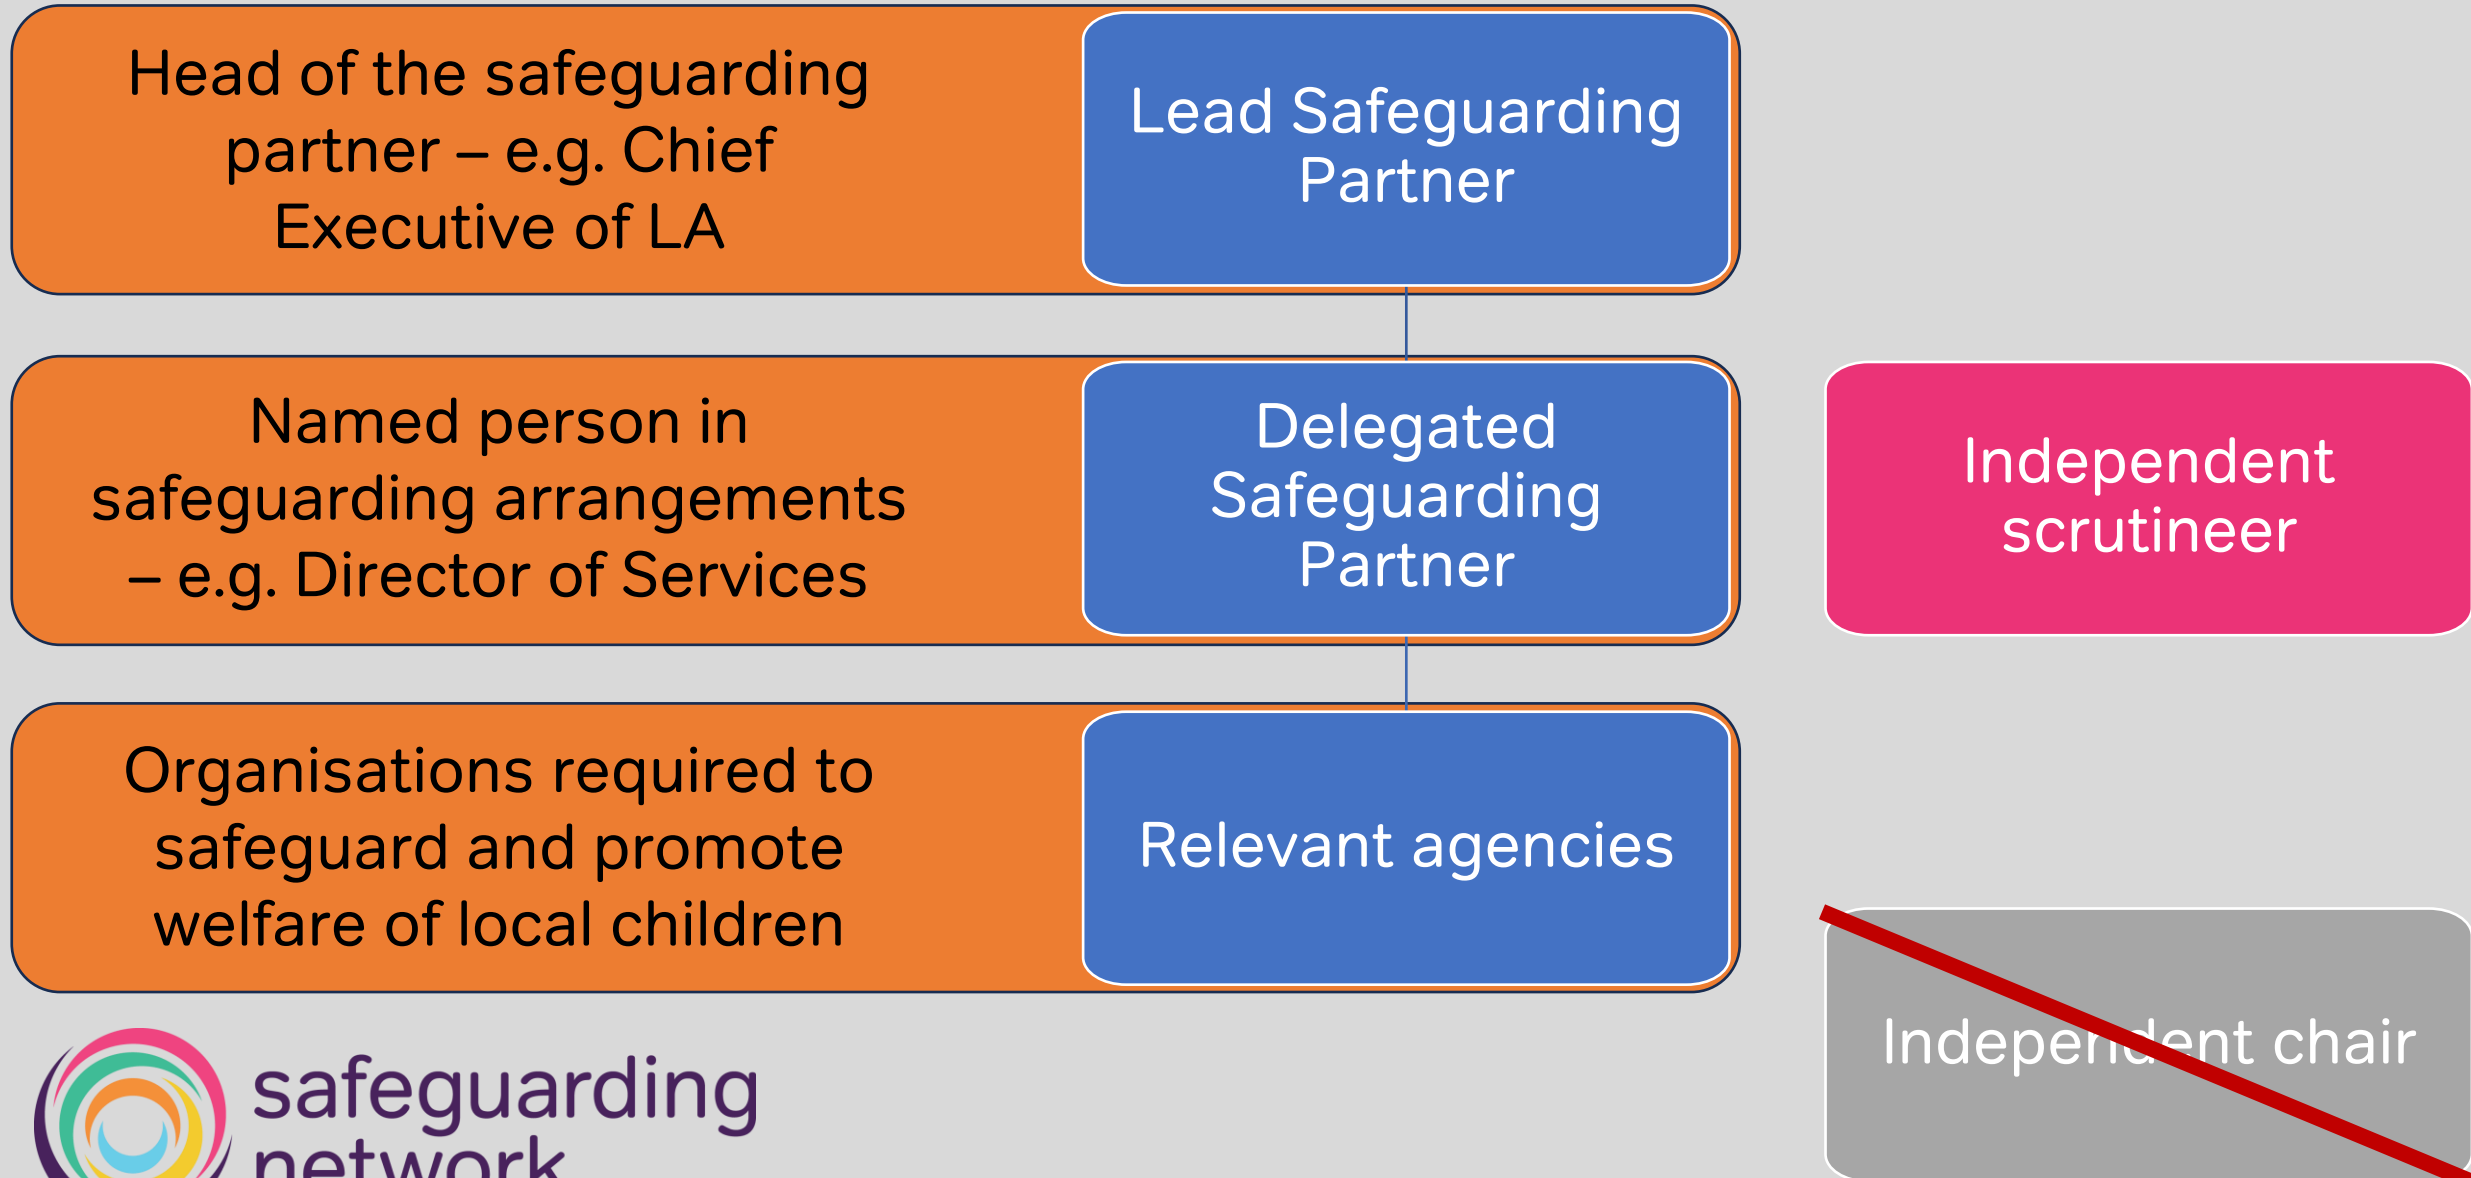 Head of the safeguarding
partner – e.g. Chief
Executive of LA
Lead Safeguarding
Partner
Named person in
safeguarding arrangements
– e.g. Director of Services
Delegated
Safeguarding
Partner
Independent
scrutineer
Organisations required to
safeguard and promote
welfare of local children
Relevant agencies
Independent chair
safeguarding
network